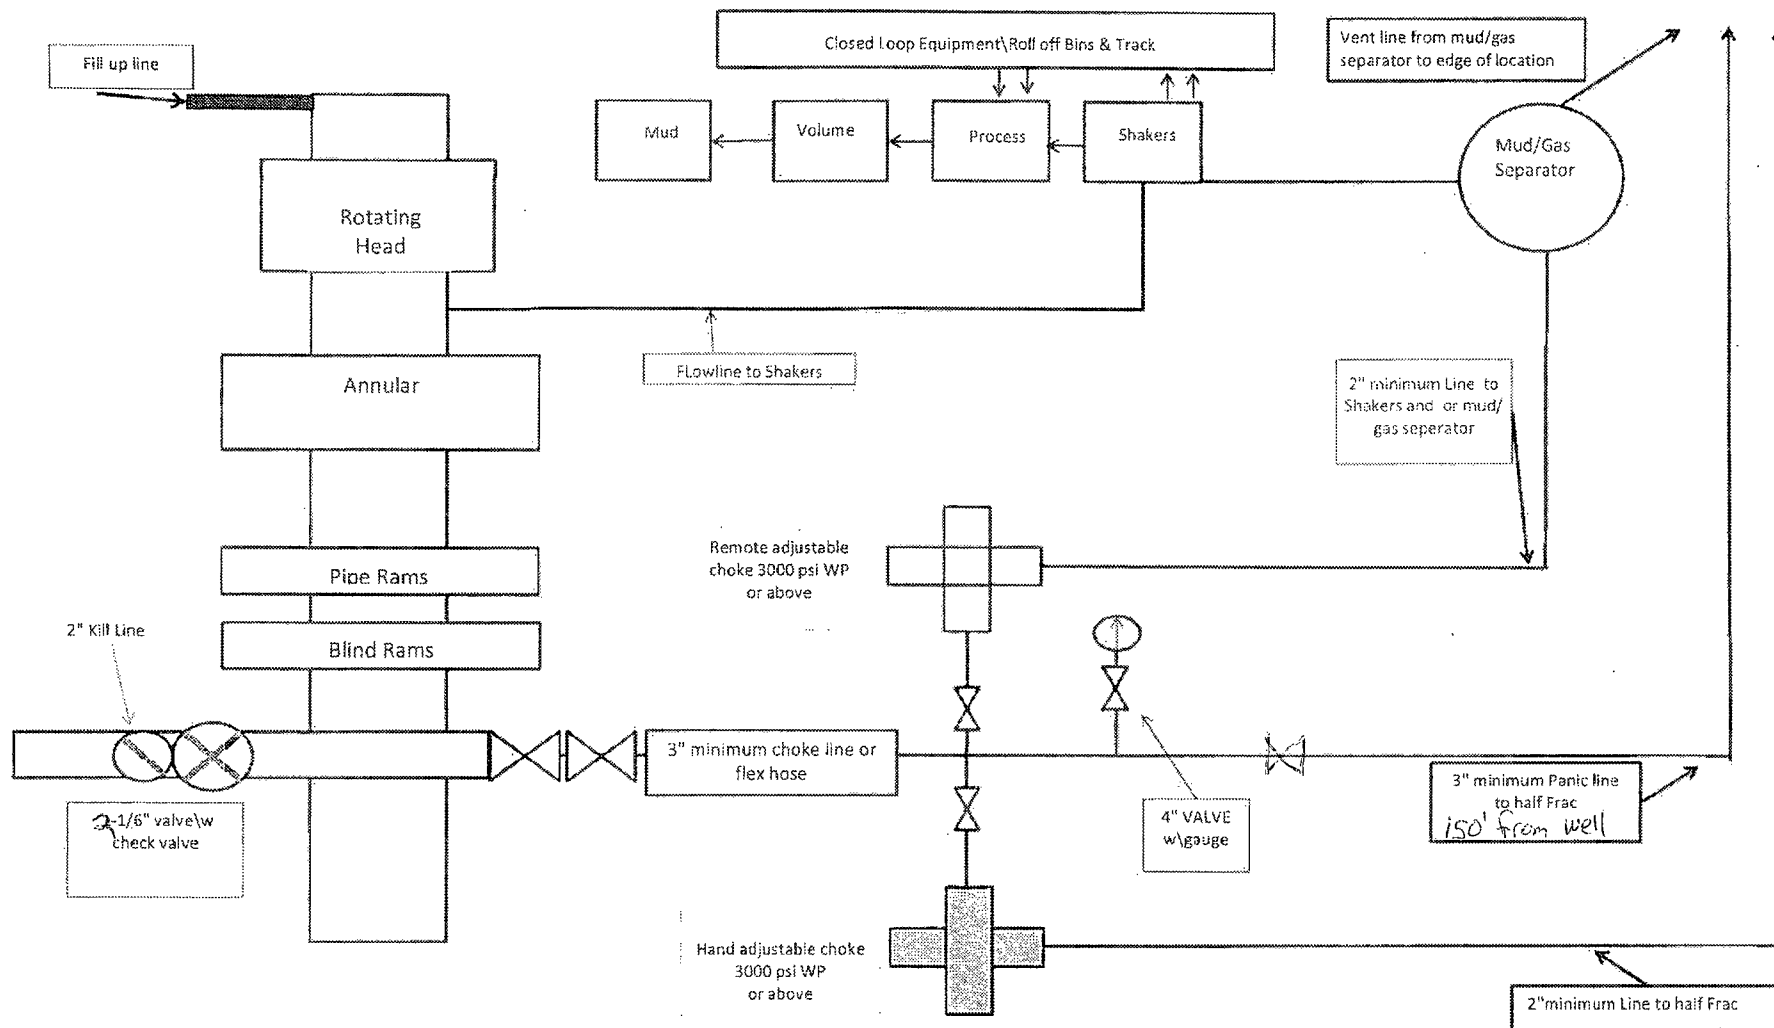 Closed Loop Equipment\Roll off Bins & Track
Vent line from mud/gas
separator to edge of location
Fill up line
Mud
Volume
Process
Shakers
Mud/Gas
Separator
Rotating
Head
FLowline to Shakers
Annular
2" minimum Line to
Shakers and or mud/
gas seperator
Remote adjustable
choke 3000 psi WP
or above
Pipe Rams
2" Kill Line
Blind Rams
3" minimum choke line or
flex hose
3" minimum Panic line
to half Frac
150' from well
2-1/6" valve\w
check valve
4" VALVE
w\gauge
Hand adjustable choke
3000 psi WP
or above
2"minimum Line to half Frac